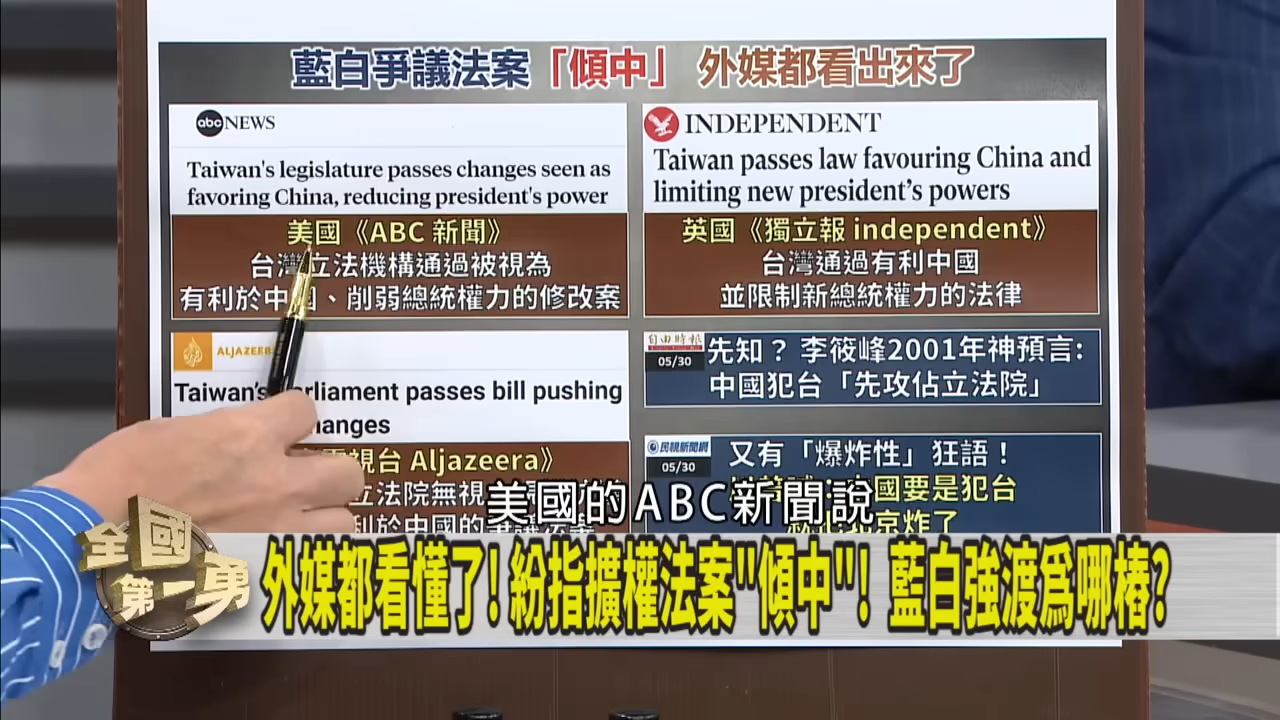 藍白爭議法案「傾中」 外媒都看出來了
abc NEWS
Taiwan's legislature passes changes seen as
favoring China, reducing president's power
美國《ABC 新聞》
台灣立法機構通過被視為
有利於中 、削弱總統權力的修改案
INDEPENDENT
Taiwan passes law favouring China and
limiting new president's powers
英國《獨立報 independent》
台灣通過有利中國
並限制新總統權力的法律
ALJAZEER
Taiwan's rliament passes bill pushing
hanges
視台 Aljazeera》
立法院無視
利於中國的
自由時報
05/30
先知? 李筱峰2001年神預言:
中國犯台「先攻佔立法院」
民視新聞網
05/30
又有「爆炸性」狂語!
國要是犯台
京炸了
美國的ABC新聞說
全國第一勇
外媒都看懂了!紛指擴權法案"傾中"! 藍白強渡為哪樁?